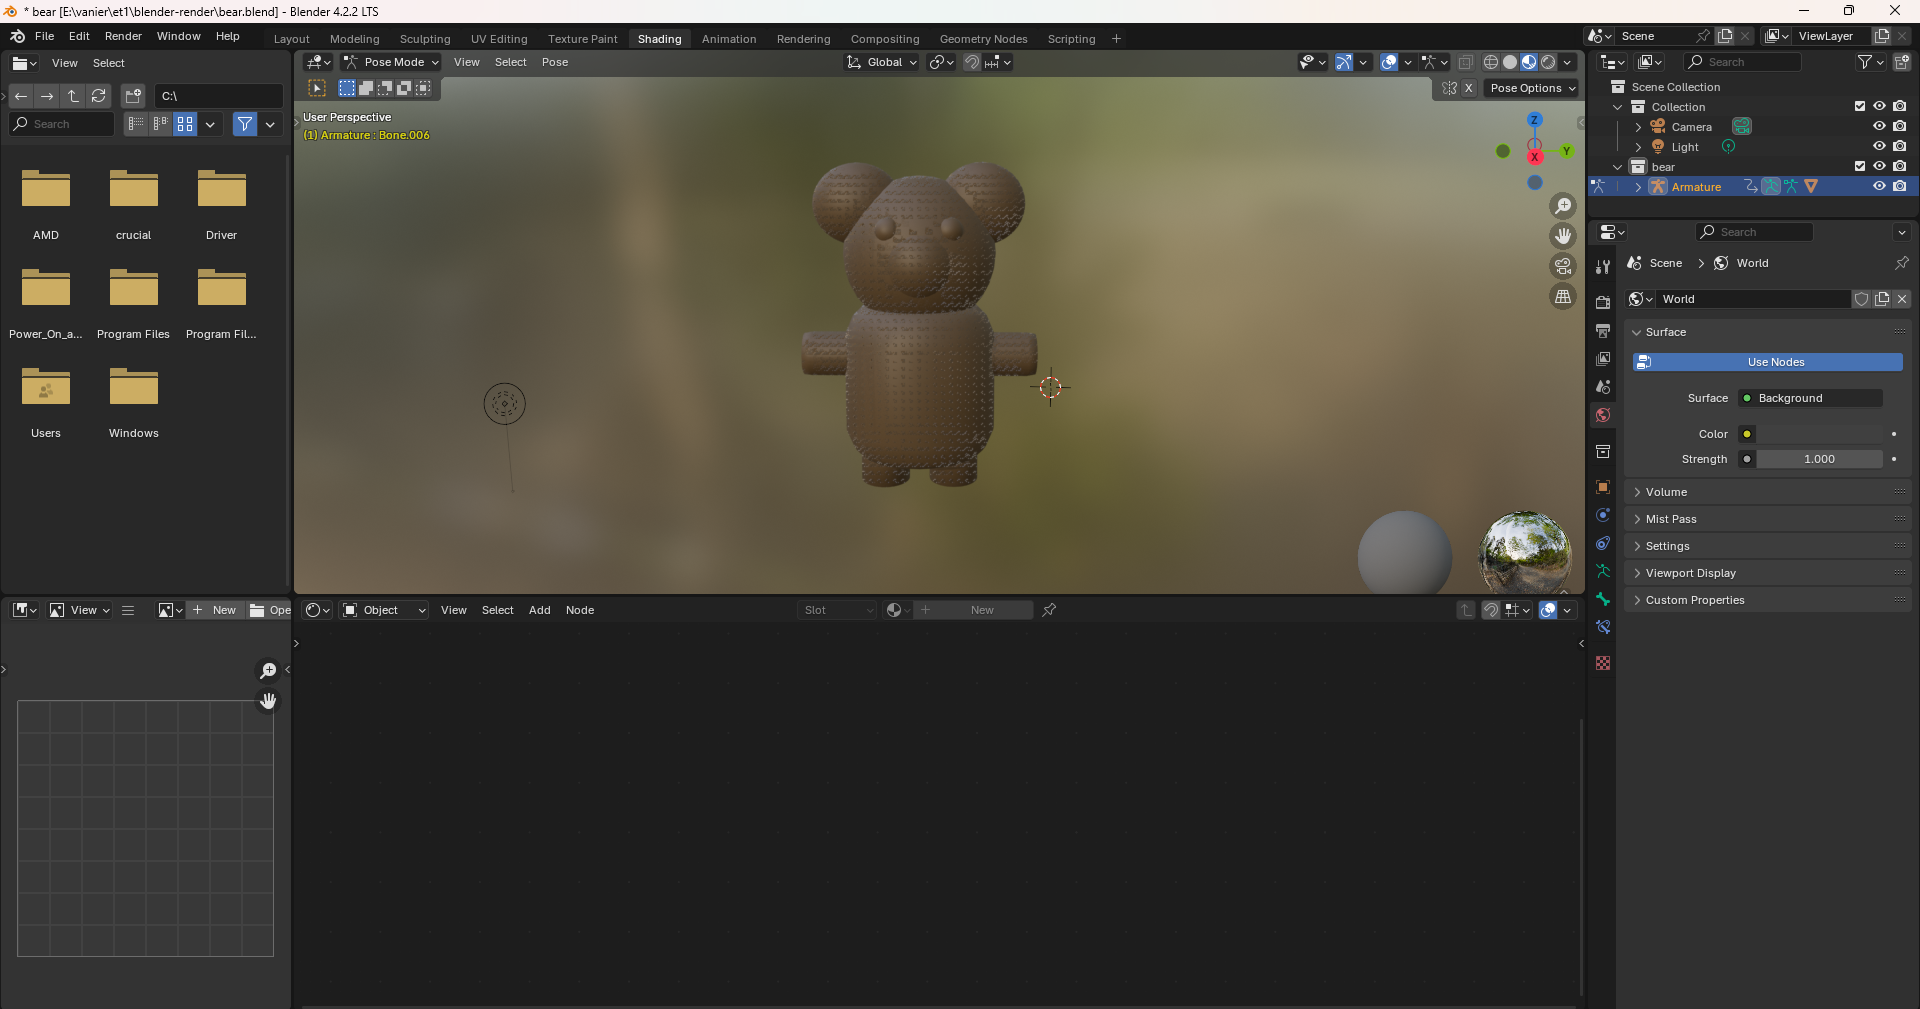 * bear [E:\vanier\et1\blender-render\bear.blend] - Blender 4.2.2 LTS
File Edit Render Window Help
Layout Modeling Sculpting UV Editing Texture Paint Shading Animation Rendering Compositing Geometry Nodes Scripting
Scene
ViewLayer
View Select
C:\
Search
AMD crucial Driver
Power_On_a... Program Files Program Fil...
Users Windows
Pose Mode View Select Pose
Global
Pose Options
X
User Perspective
(1) Armature : Bone.006
Z
Y
X
Search
Scene Collection
Collection
Camera
Light
bear
Armature
Search
Scene World
World
Surface
Use Nodes
Surface Background
Color
Strength 1.000
Volume
Mist Pass
Settings
Viewport Display
Custom Properties
View New Ope
Object View Select Add Node
Slot
New